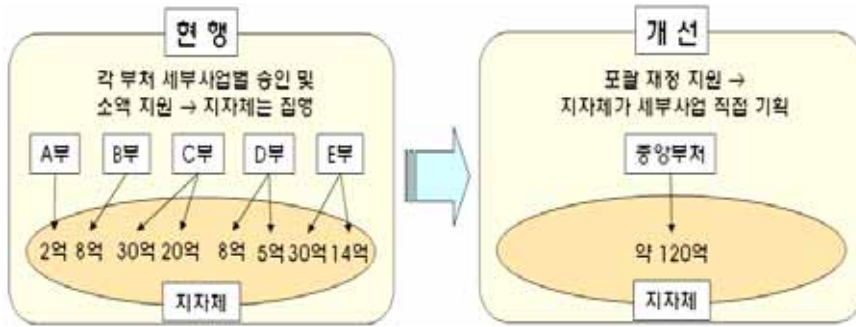 현 행
각 부처 세부사업별 승인 및
소액 지원 → 지자체는 집행
A부 B부 C부 D부 E부
2억 8억 30억 20억 8억 5억 30억 14억
지자체
개 선
포괄 재정 지원 →
지자체가 세부사업 직접 기획
중앙부처
약 120억
지자체